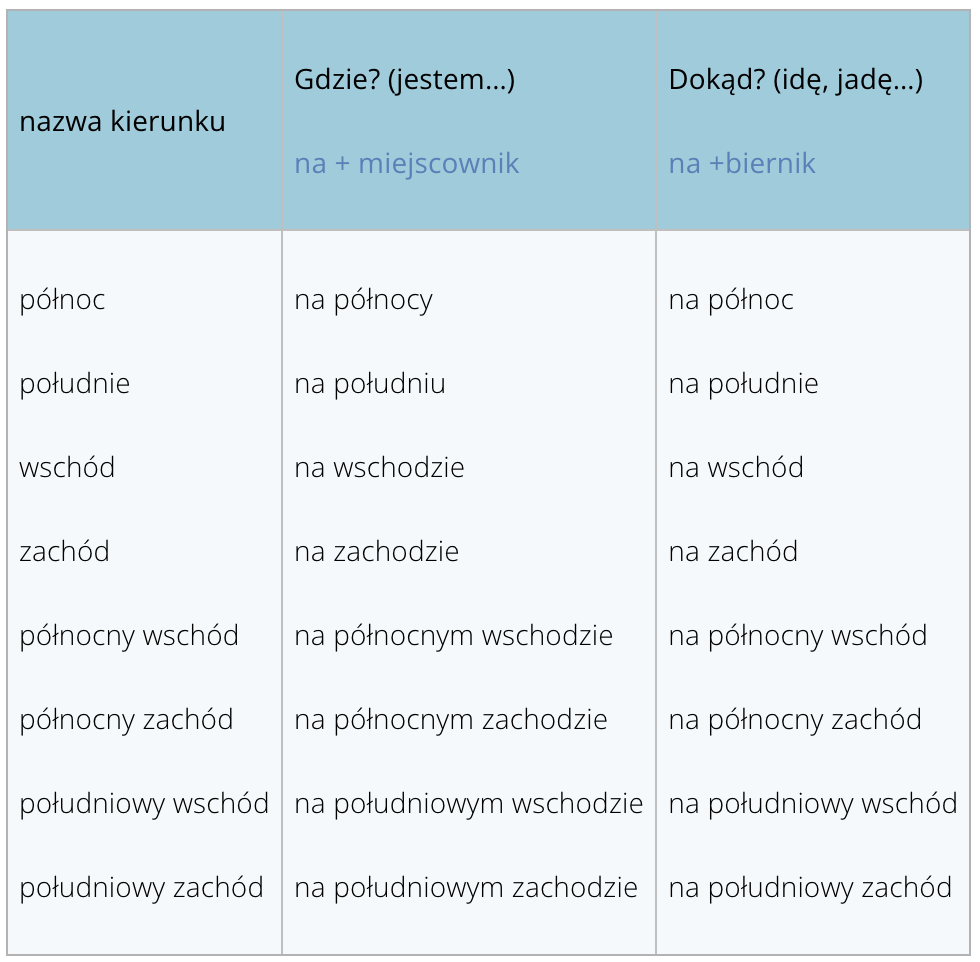 nazwa kierunku
Gdzie? (jestem...)
na + miejscownik
Dokąd? (idę, jadę...)
na +biernik
północ na północy na północ
południe na południu na południe
wschód na wschodzie na wschód
zachód na zachodzie na zachód
północny wschód na północnym wschodzie na północny wschód
północny zachód na północnym zachodzie na północny zachód
południowy wschód na południowym wschodzie na południowy wschód
południowy zachód na południowym zachodzie na południowy zachód